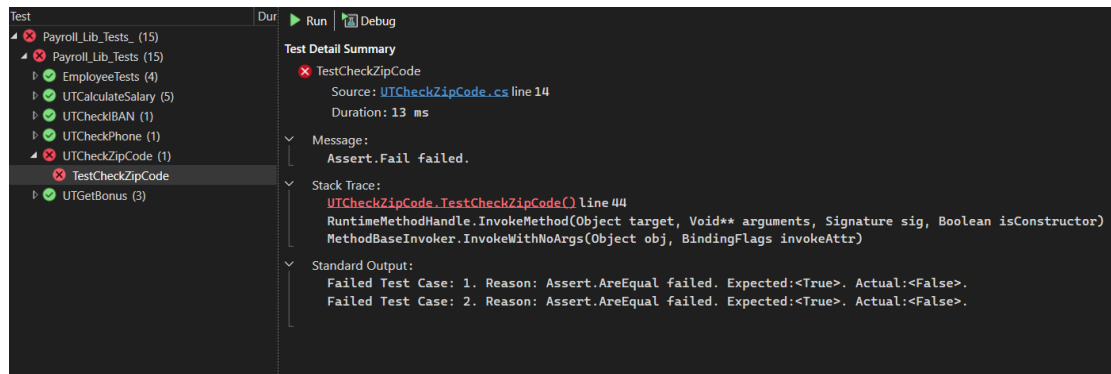 Test
Dur
Payroll_Lib_Tests_ (15)
Payroll_Lib_Tests (15)
EmployeeTests (4)
UTCalculateSalary (5)
UTCheckIBAN (1)
UTCheckPhone (1)
UTCheckZipCode (1)
TestCheckZipCode
UTGetBonus (3)
Run
Debug
Test Detail Summary
TestCheckZipCode
Source: UTCheckZipCode.cs line 14
Duration: 13 ms
Message:
Assert.Fail failed.
Stack Trace:
UTCheckZipCode.TestCheckZipCode() line 44
RuntimeMethodHandle.InvokeMethod(Object target, Void** arguments, Signature sig, Boolean isConstructor)
MethodBaseInvoker.InvokeWithNoArgs(Object obj, BindingFlags invokeAttr)
Standard Output:
Failed Test Case: 1. Reason: Assert.AreEqual failed. Expected:<True>. Actual:<False>.
Failed Test Case: 2. Reason: Assert.AreEqual failed. Expected:<True>. Actual:<False>.